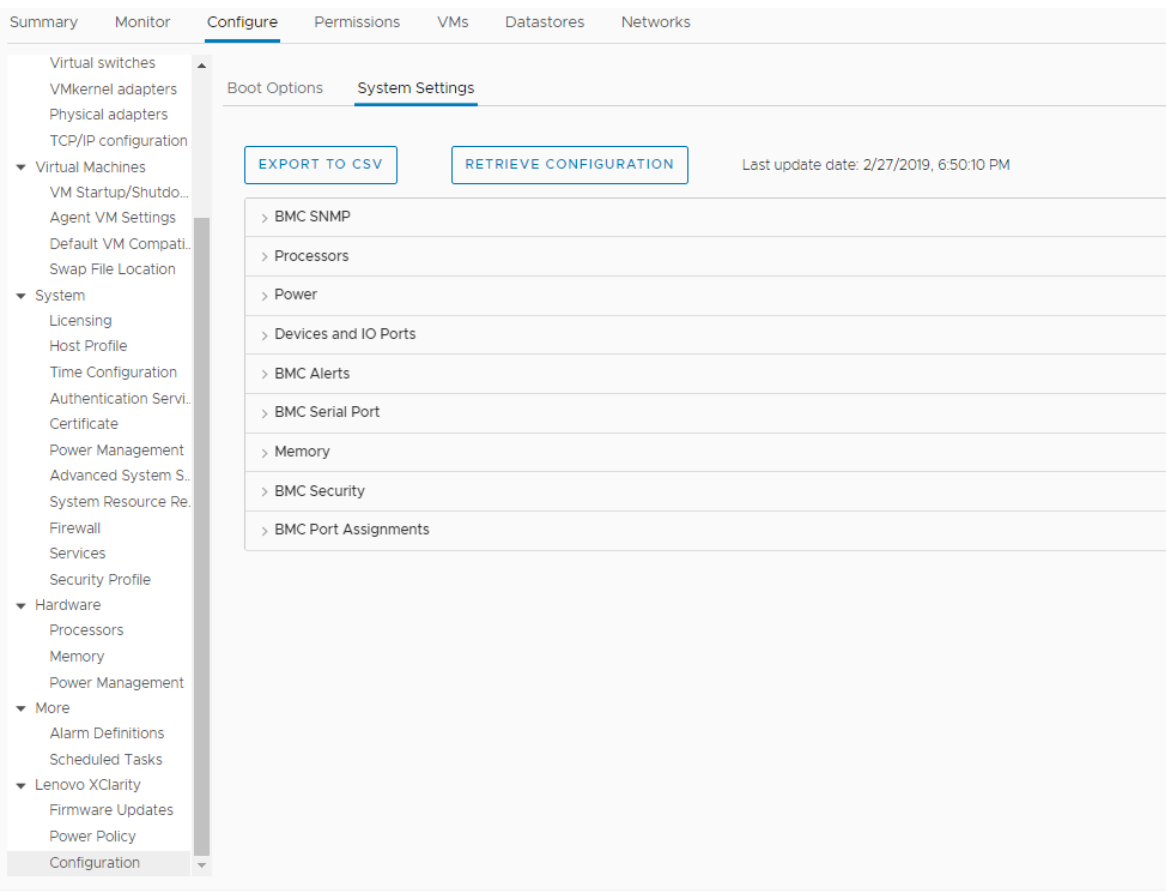 Summary Monitor Configure Permissions VMs Datastores Networks
Virtual switches
VMkernel adapters
Physical adapters
TCP/IP configuration
Virtual Machines
VM Startup/Shutdo...
Agent VM Settings
Default VM Compati..
Swap File Location
System
Licensing
Host Profile
Time Configuration
Authentication Servi..
Certificate
Power Management
Advanced System S..
System Resource Re.
Firewall
Services
Security Profile
Hardware
Processors
Memory
Power Management
More
Alarm Definitions
Scheduled Tasks
Lenovo XClarity
Firmware Updates
Power Policy
Configuration
Boot Options System Settings
EXPORT TO CSV RETRIEVE CONFIGURATION Last update date: 2/27/2019, 6:50:10 PM
BMC SNMP
Processors
Power
Devices and IO Ports
BMC Alerts
BMC Serial Port
Memory
BMC Security
BMC Port Assignments